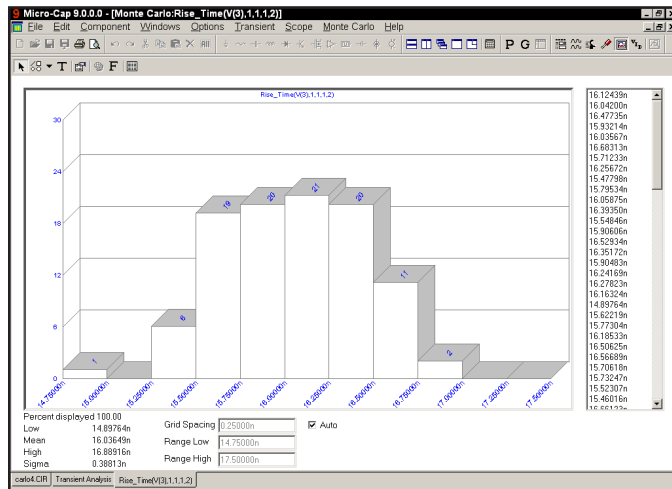 Micro-Cap 9.0.0.0 - [Monte Carlo:Rise_Time(V(3),1,1,1,2)]
File Edit Component Windows Options Transient Scope Monte Carlo Help
Rise_Time(V(3),1,1,1,2)
30
24
18
12
6
0
1
6
19
20
21
20
11
2
14.75000n
15.00000n
15.25000n
15.50000n
15.75000n
16.00000n
16.25000n
16.50000n
16.75000n
17.00000n
17.25000n
17.50000n
16.12439n
16.04200n
16.47735n
15.93214n
16.03567n
16.68313n
15.71233n
16.25672n
15.47798n
15.79534n
16.05875n
16.39350n
15.54846n
15.90606n
16.52934n
16.35172n
15.90483n
16.24169n
16.27823n
16.16324n
14.89764n
15.62219n
15.77304n
16.18533n
16.50625n
16.56689n
15.70618n
15.73247n
15.52307n
15.46016n
Percent displayed 100.00
Low 14.89764n
Mean 16.03649n
High 16.88916n
Sigma 0.38813n
Grid Spacing 0.25000n
Range Low 14.75000n
Range High 17.50000n
Auto
carlo4.CIR Transient Analysis Rise_Time(V(3),1,1,1,2)